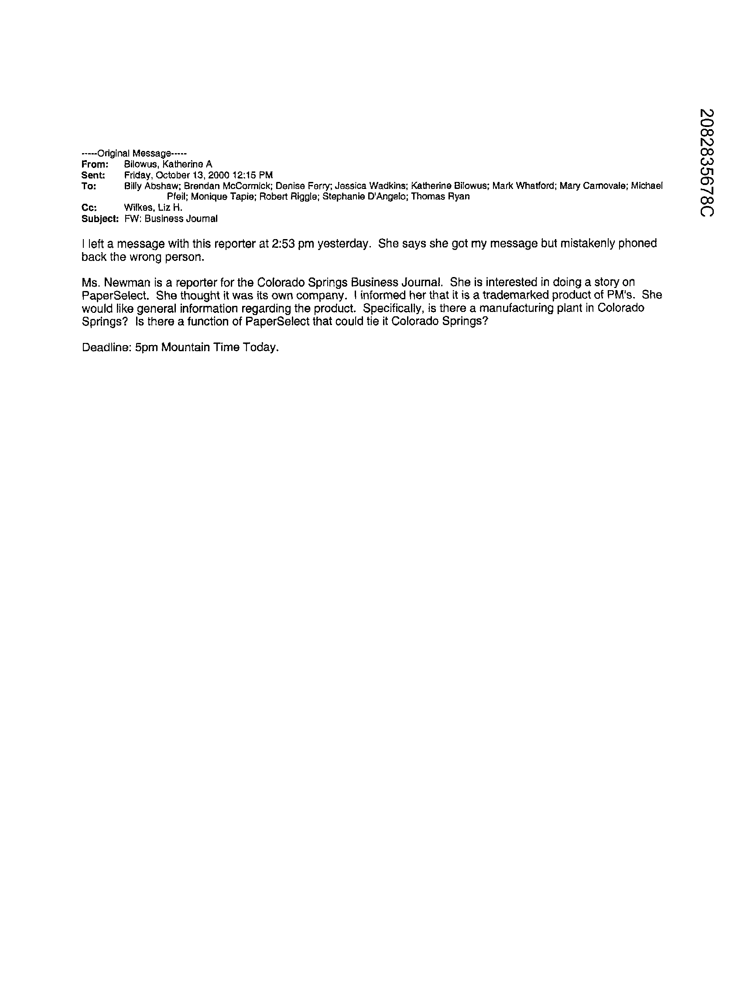 -----Original Message-----
From: Bilowus, Katherine A
Sent: Friday, October 13, 2000 12:15 PM
To: Billy Abshaw; Brendan McCormick; Denise Ferry; Jessica Wadkins; Katherine Bilowus; Mark Whatford; Mary Carnovale; Michael
Pfeil; Monique Tapie; Robert Riggle; Stephanie D'Angelo; Thomas Ryan
Cc: Wilkes, Liz H.
Subject: FW: Business Journal
I left a message with this reporter at 2:53 pm yesterday. She says she got my message but mistakenly phoned
back the wrong person.
Ms. Newman is a reporter for the Colorado Springs Business Journal. She is interested in doing a story on
PaperSelect. She thought it was its own company. I informed her that it is a trademarked product of PM's. She
would like general information regarding the product. Specifically, is there a manufacturing plant in Colorado
Springs? Is there a function of PaperSelect that could tie it Colorado Springs?
Deadline: 5pm Mountain Time Today.
2082835678C